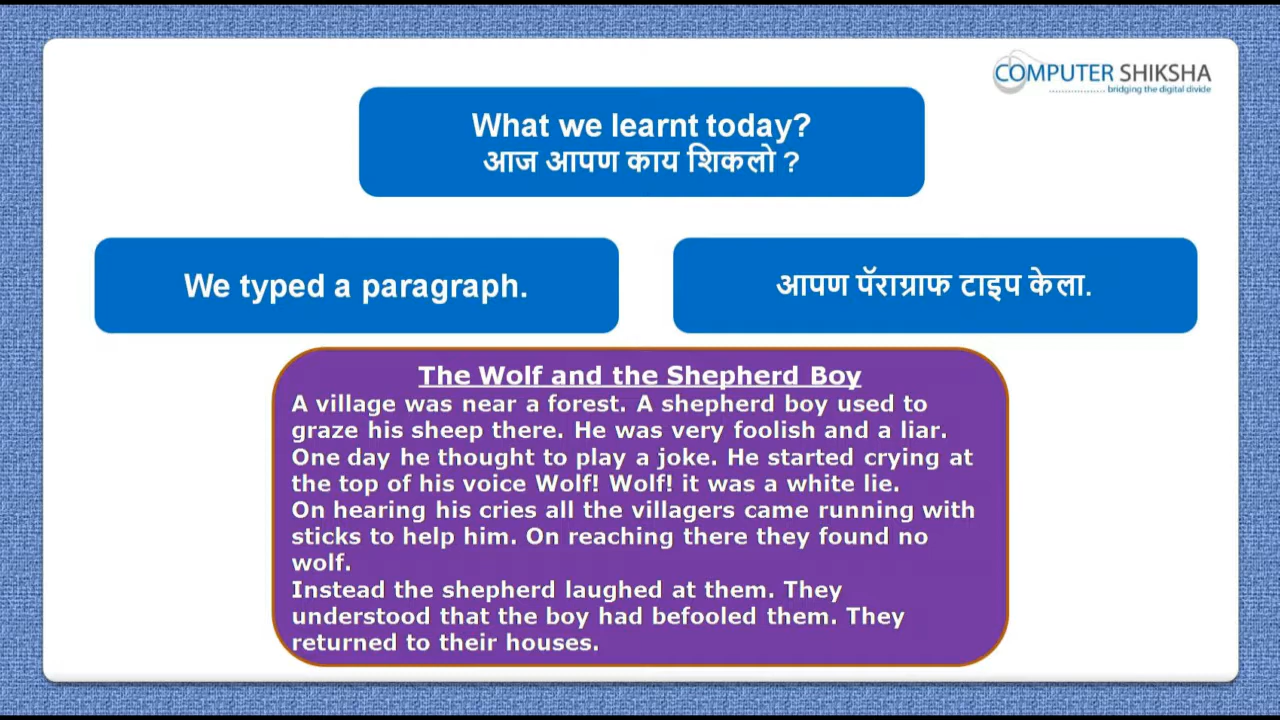 COMPUTER SHIKSHA
bridging the digital divide
What we learnt today?
आज आपण काय शिकलो ?
We typed a paragraph.
आपण पॅराग्राफ टाइप केला.
The Wolf and the Shepherd Boy
A village was near a forest. A shepherd boy used to
graze his sheep there. He was very foolish and a liar.
One day he thought to play a joke. He started crying at
the top of his voice Wolf! Wolf! it was a white lie.
On hearing his cries all the villagers came running with
sticks to help him. On reaching there they found no
wolf.
Instead the shepherd laughed at them. They
understood that the boy had befooled them. They
returned to their houses.